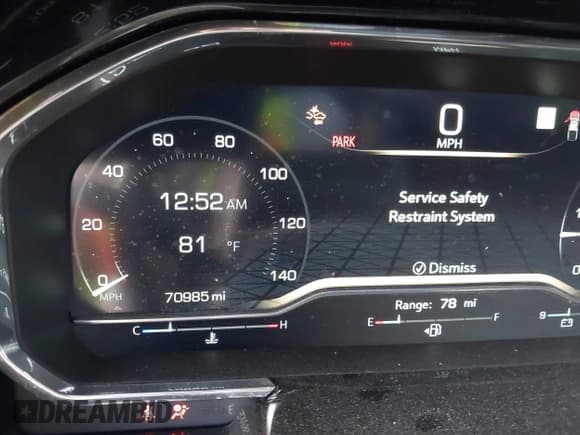 0
MPH
PARK
60 80
40 100
20 120
0 140
MPH
12:52 AM
81 °F
70985 mi
Service Safety
Restraint System
Dismiss
Range: 78 mi
C H
E F
9
DREAMBID